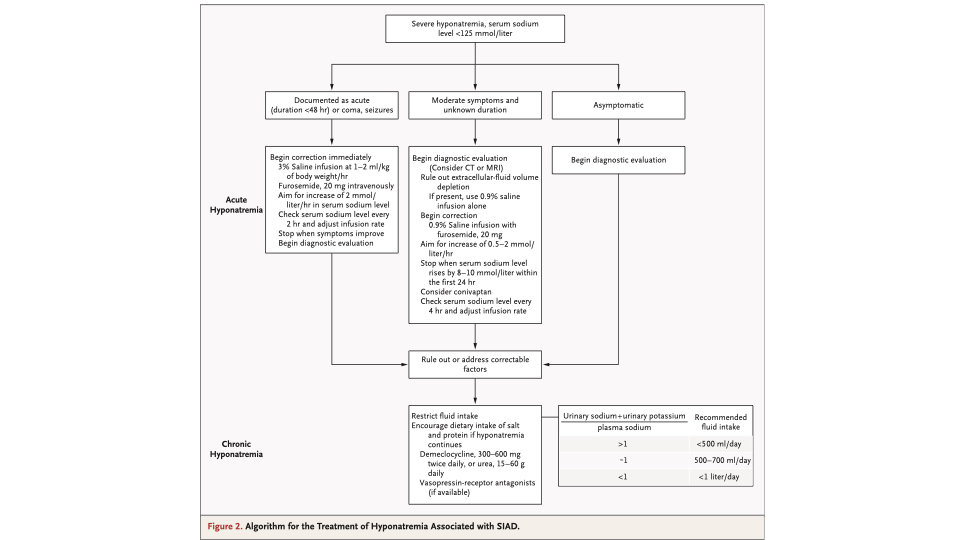 Severe hyponatremia, serum sodium
level <125 mmol/liter
Documented as acute
(duration <48 hr) or coma, seizures
Moderate symptoms and
unknown duration
Asymptomatic
Begin correction immediately
3% Saline infusion at 1–2 ml/kg
of body weight/hr
Furosemide, 20 mg intravenously
Aim for increase of 2 mmol/
liter/hr in serum sodium level
Check serum sodium level every
2 hr and adjust infusion rate
Stop when symptoms improve
Begin diagnostic evaluation
Begin diagnostic evaluation
(Consider CT or MRI)
Rule out extracellular-fluid volume
depletion
If present, use 0.9% saline
infusion alone
Begin correction
0.9% Saline infusion with
furosemide, 20 mg
Aim for increase of 0.5–2 mmol/
liter/hr
Stop when serum sodium level
rises by 8–10 mmol/liter within
the first 24 hr
Consider conivaptan
Check serum sodium level every
4 hr and adjust infusion rate
Begin diagnostic evaluation
Acute
Hyponatremia
Rule out or address correctable
factors
Chronic
Hyponatremia
Restrict fluid intake
Encourage dietary intake of salt
and protein if hyponatremia
continues
Demeclocycline, 300–600 mg
twice daily, or urea, 15–60 g
daily
Vasopressin-receptor antagonists
(if available)
Urinary sodium+urinary potassium
plasma sodium
Recommended
fluid intake
>1 <500 ml/day
~1 500–700 ml/day
<1 <1 liter/day
Figure 2. Algorithm for the Treatment of Hyponatremia Associated with SIAD.